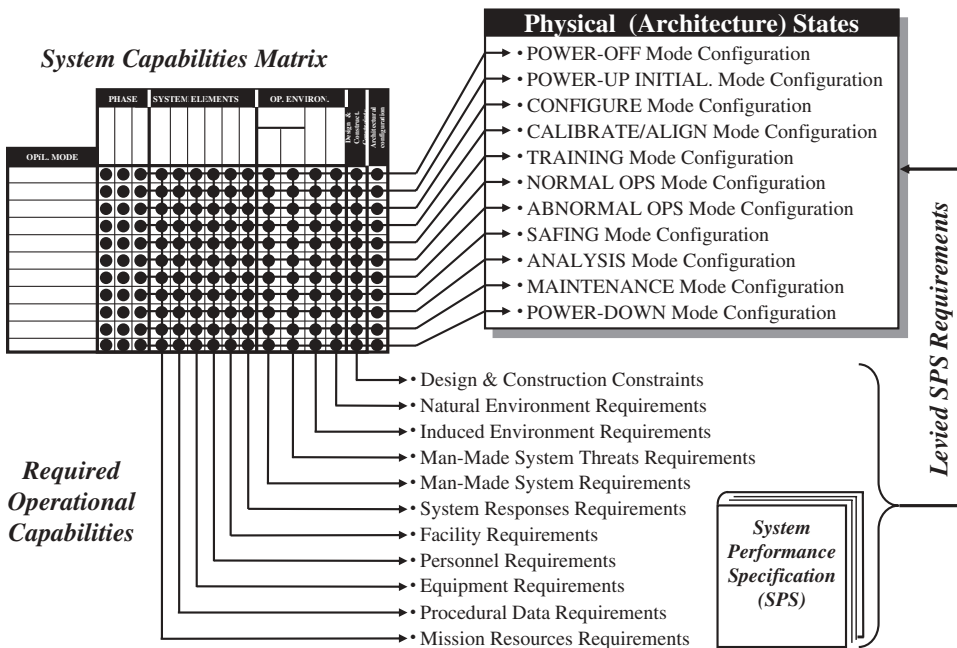 Physical (Architecture) States
System Capabilities Matrix
• POWER-OFF Mode Configuration
• POWER-UP INITIAL. Mode Configuration
• CONFIGURE Mode Configuration
• CALIBRATE/ALIGN Mode Configuration
• TRAINING Mode Configuration
• NORMAL OPS Mode Configuration
• ABNORMAL OPS Mode Configuration
• SAFING Mode Configuration
• ANALYSIS Mode Configuration
• MAINTENANCE Mode Configuration
• POWER-DOWN Mode Configuration
PHASE
SYSTEM ELEMENTS
OP. ENVIRON.
Design &
Construct.
Architectural
configuration
OPİL. MODE
Levied SPS Requirements
Required
Operational
Capabilities
• Design & Construction Constraints
• Natural Environment Requirements
• Induced Environment Requirements
• Man-Made System Threats Requirements
• Man-Made System Requirements
• System Responses Requirements
• Facility Requirements
• Personnel Requirements
• Equipment Requirements
• Procedural Data Requirements
• Mission Resources Requirements
System
Performance
Specification
(SPS)